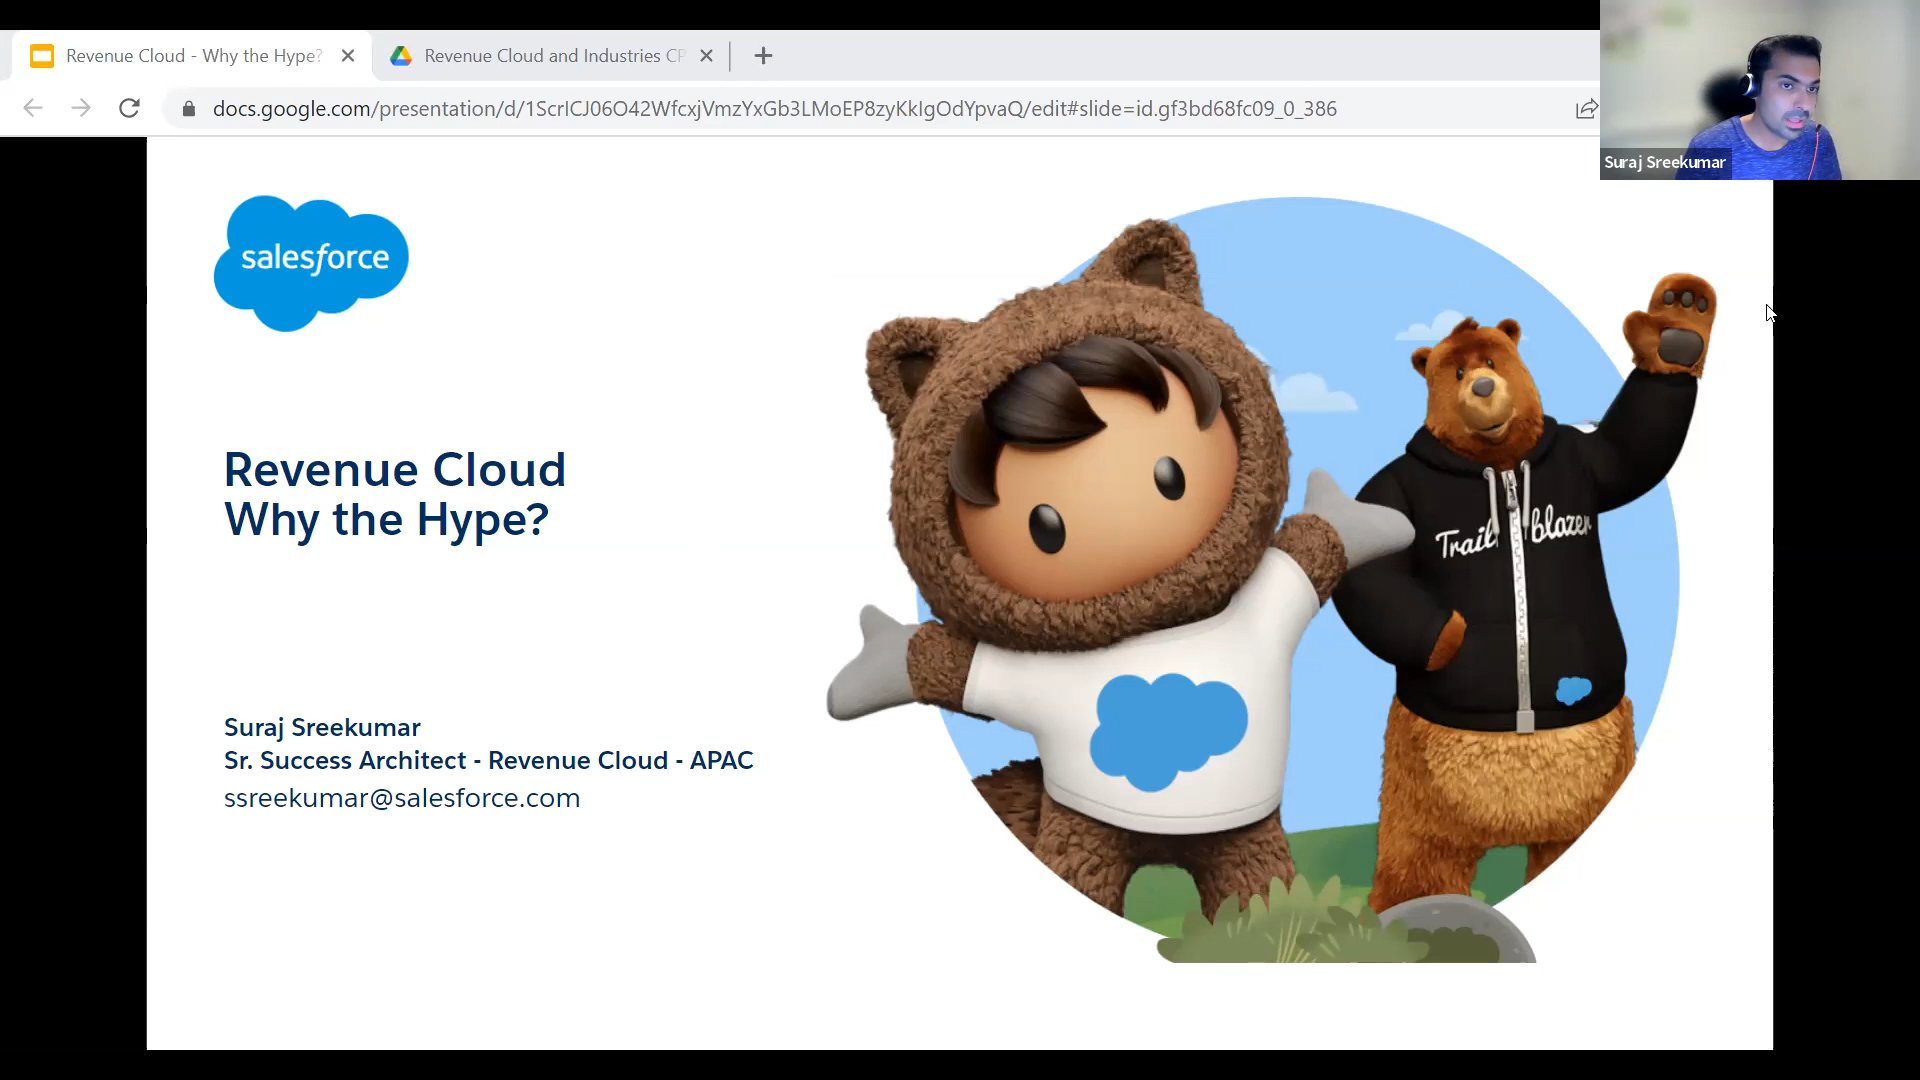 Revenue Cloud - Why the Hype?
Revenue Cloud and Industries CP
docs.google.com/presentation/d/1ScrICJ06O42WfcxjVmzYxGb3LMoEP8zyKkIgOdYpvaQ/edit#slide=id.gf3bd68fc09_0_386
Suraj Sreekumar
salesforce
Trailblazer
Revenue Cloud
Why the Hype?
Suraj Sreekumar
Sr. Success Architect - Revenue Cloud - APAC
ssreekumar@salesforce.com